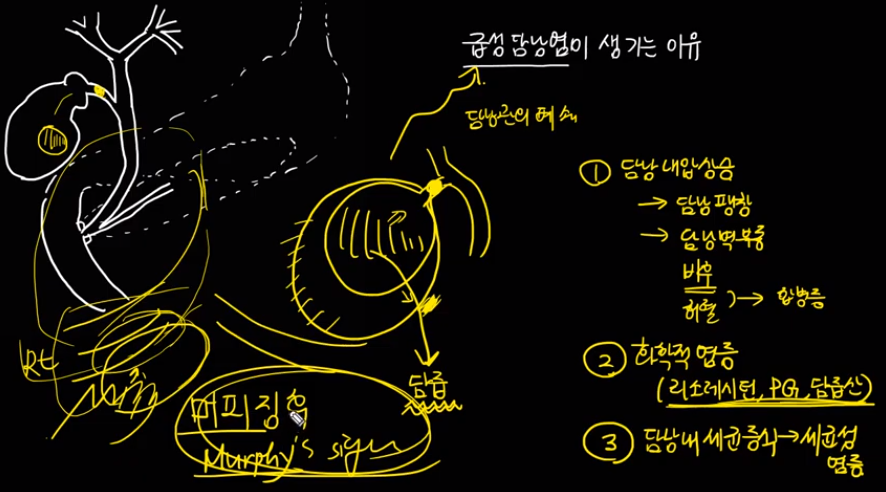 급성 담낭염이 생기는 이유
담낭관의 폐쇄
① 담낭 내압상승
→ 담낭팽창
→ 담낭벽부종
비후
허혈 → 합병증
② 화학적 염증
(리소레시틴, PG, 담즙산)
③ 담낭내 세균증식 → 세균성
염증
담즙
Rt
머피징후
Murphy's sign